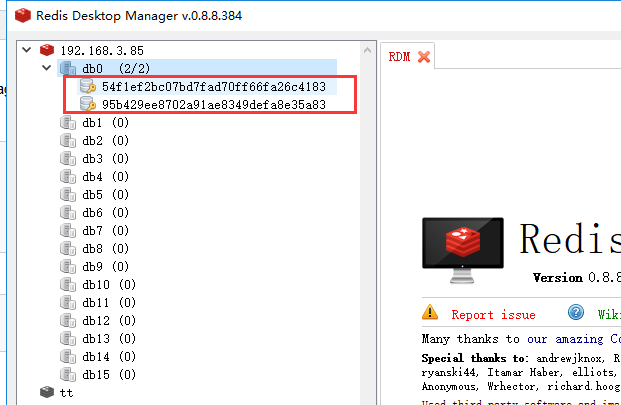 Redis Desktop Manager v.0.8.8.384
192.168.3.85
db0 (2/2)
54f1ef2bc07bd7fad70ff66fa26c4183
95b429ee8702a91ae8349defa8e35a83
db1 (0)
db2 (0)
db3 (0)
db4 (0)
db5 (0)
db6 (0)
db7 (0)
db8 (0)
db9 (0)
db10 (0)
db11 (0)
db12 (0)
db13 (0)
db14 (0)
db15 (0)
tt
RDM
Redis
Version 0.8.8
Report issue
Wiki
Many thanks to our amazing Co
Special thanks to: andrewjknox, R
ryanski44, Itamar Haber, elliots,
Anonymous, Wrhector, richard.hoog
Used third party software and ima